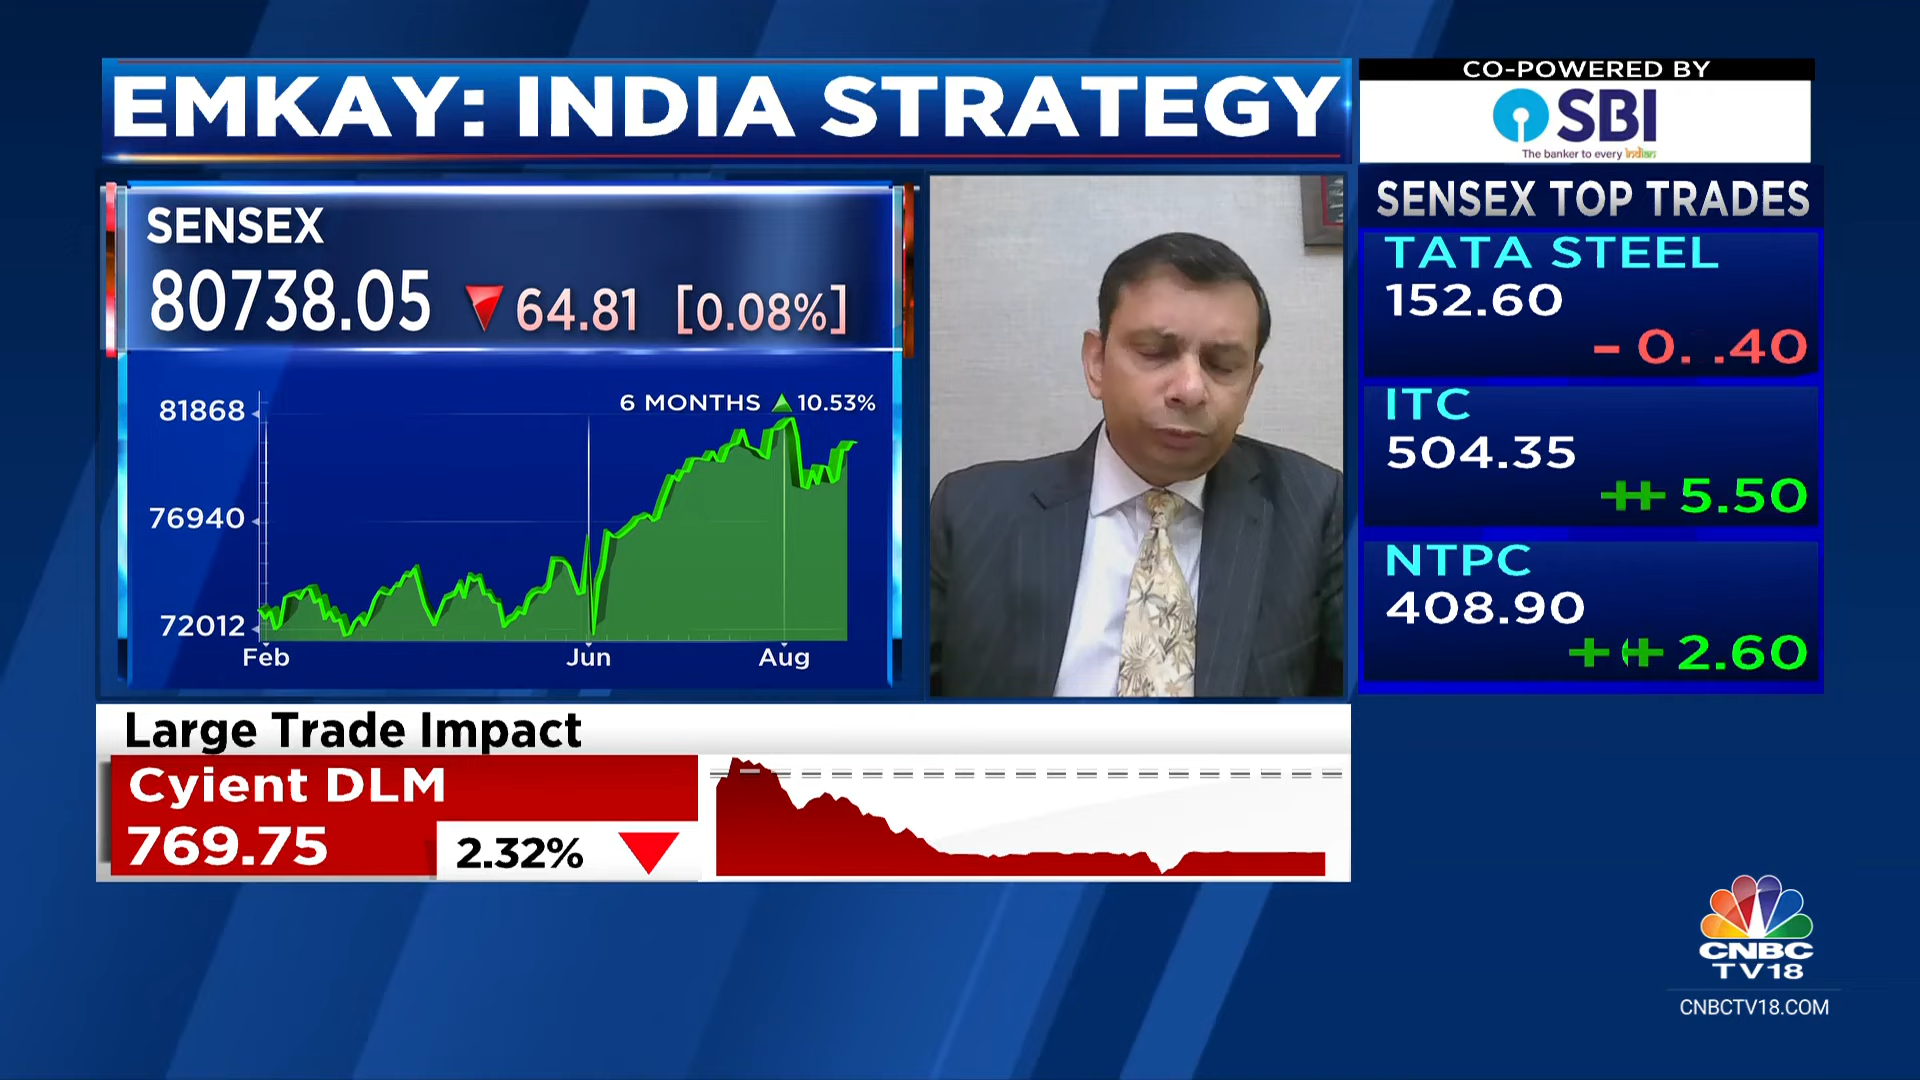 EMKAY: INDIA STRATEGY
CO-POWERED BY
SBI
The banker to every indian
SENSEX
80738.05 ▼ 64.81 [0.08%]
6 MONTHS ▲ 10.53%
81868
76940
72012
Feb Jun Aug
SENSEX TOP TRADES
TATA STEEL
152.60
ITC
504.35
5.50
NTPC
408.90
2.60
Large Trade Impact
Cyient DLM
769.75
2.32% ▼
CNBC
TV18
CNBCTV18.COM